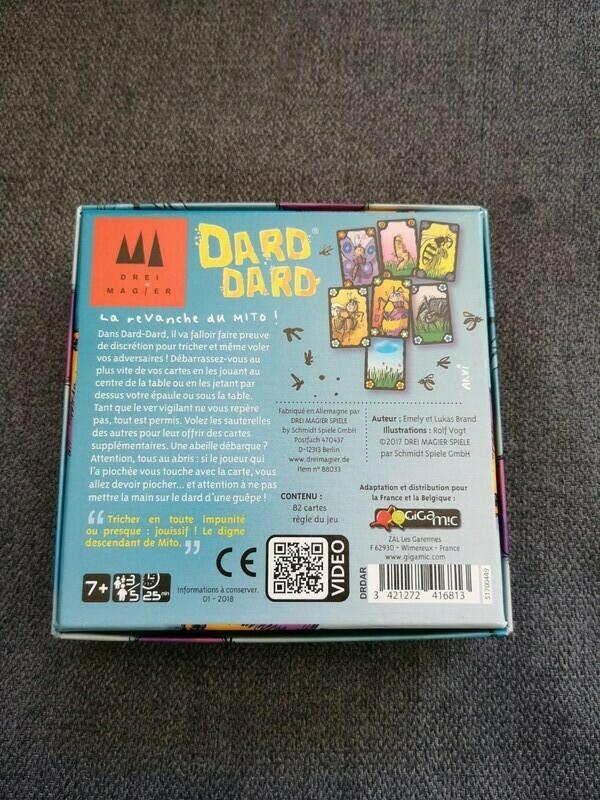 DREI
MAGIER
DARD
DARD®
La revanche du MITO !
Dans Dard-Dard, il va falloir faire preuve
de discrétion pour tricher et même voler
vos adversaires ! Débarrassez-vous au
plus vite de vos cartes en les jouant au
centre de la table ou en les jetant par
dessus votre épaule ou sous la table.
Tant que le ver vigilant ne vous repère
pas, tout est permis. Volez les sauterelles
des autres pour leur offrir des cartes
supplémentaires. Une abeille débarque ?
Attention, tous au abris : si le joueur qui
l'a piochée vous touche avec la carte, vous
allez devoir piocher... et attention à ne pas
mettre la main sur le dard d'une guêpe !
“ Tricher en toute impunité
ou presque : jouissif ! Le digne
descendant de Mito. ”
Fabriqué en Allemagne par
DREI MAGIER SPIELE
by Schmidt Spiele GmbH
Postfach 470437
D-12313 Berlin
www.dreimagier.de
Item n° 88033
CONTENU :
82 cartes
règle du jeu
Auteur : Emely et Lukas Brand
Illustrations : Rolf Vogt
©2017 DREI MAGIER SPIELE
par Schmidt Spiele GmbH
Adaptation et distribution pour
la France et la Belgique :
GiGamic
ZAL Les Garennes
F 62930 - Wimereux - France
www.gigamic.com
7+
3
5
15
25 min
CE
Informations à conserver.
01 - 2018
VIDEO
DRDAR
3 421272 416813
51700449